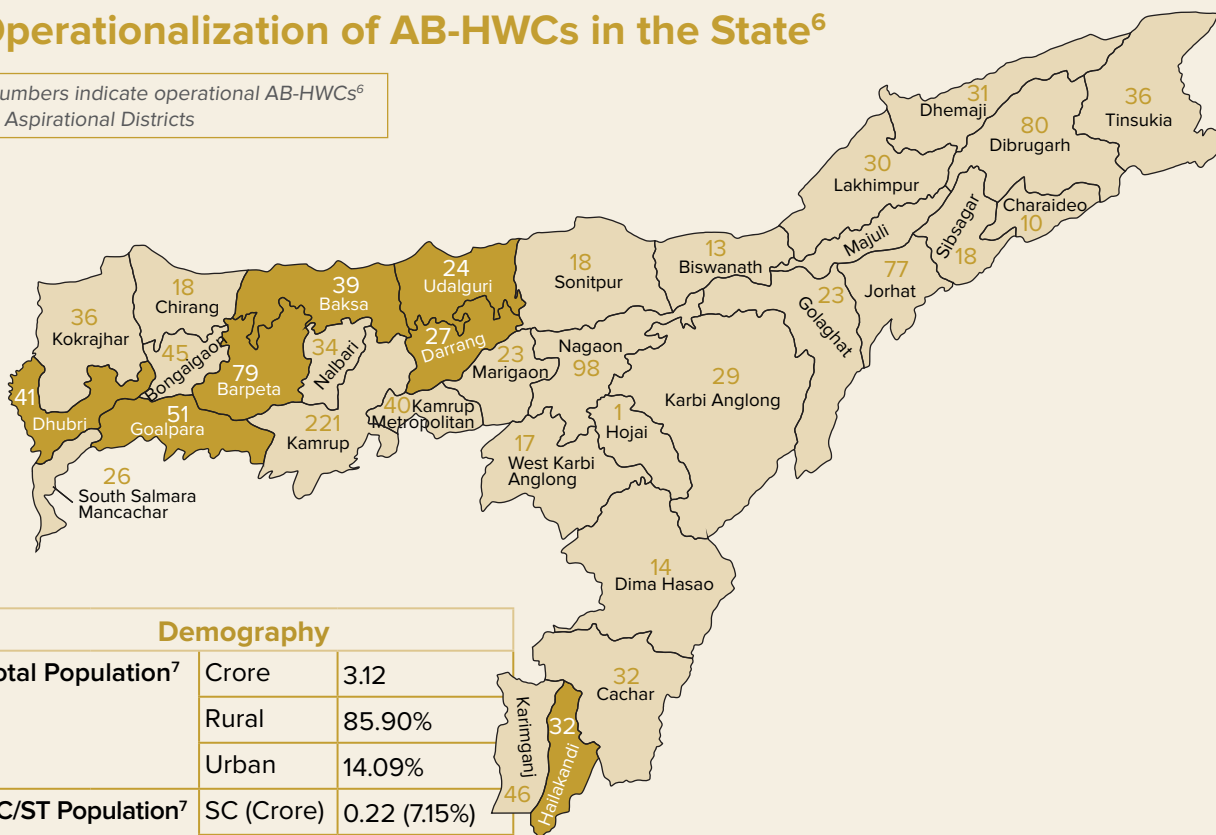 perationalization of AB-HWCs in the State⁶
umbers indicate operational AB-HWCs⁶
Aspirational Districts
31
Dhemaji
36
Tinsukia
80
Dibrugarh
30
Lakhimpur
Charaideo
10
Sibsagar
18
Majuli
77
Jorhat
23
Golaghat
13
Biswanath
18
Sonitpur
24
Udalguri
39
Baksa
18
Chirang
36
Kokrajhar
45
Bongaigaon
34
Nalbari
27
Darrang
23
Marigaon
Nagaon
98
29
Karbi Anglong
79
Barpeta
41
Dhubri
51
Goalpara
221
Kamrup
40
Kamrup
Metropolitan
1
Hojai
17
West Karbi
Anglong
26
South Salmara
Mancachar
14
Dima Hasao
32
Cachar
Karimganj
46
32
Hailakandi
Demography
otal Population⁷ Crore 3.12
Rural 85.90%
Urban 14.09%
C/ST Population⁷ SC (Crore) 0.22 (7.15%)